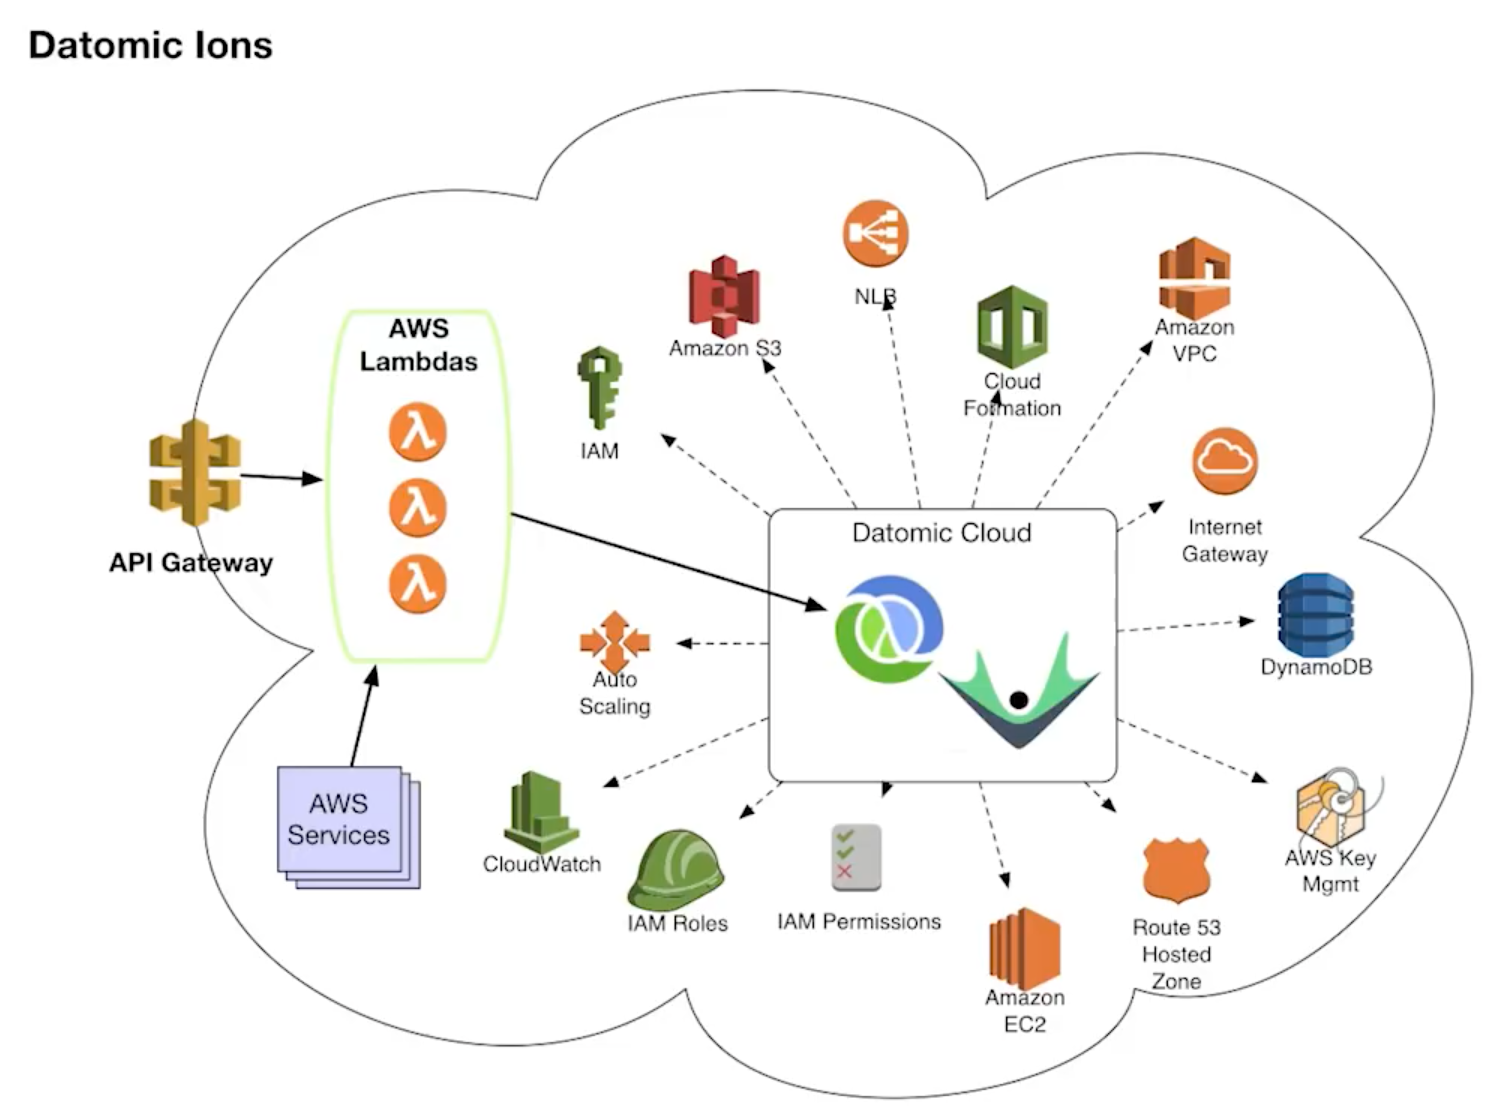 Datomic Ions
NLB
Amazon S3
Amazon
VPC
AWS
Lambdas
Cloud
Formation
IAM
Internet
Gateway
Datomic Cloud
API Gateway
DynamoDB
Auto
Scaling
AWS
Services
CloudWatch
AWS Key
Mgmt
IAM Roles
IAM Permissions
Route 53
Hosted
Zone
Amazon
EC2